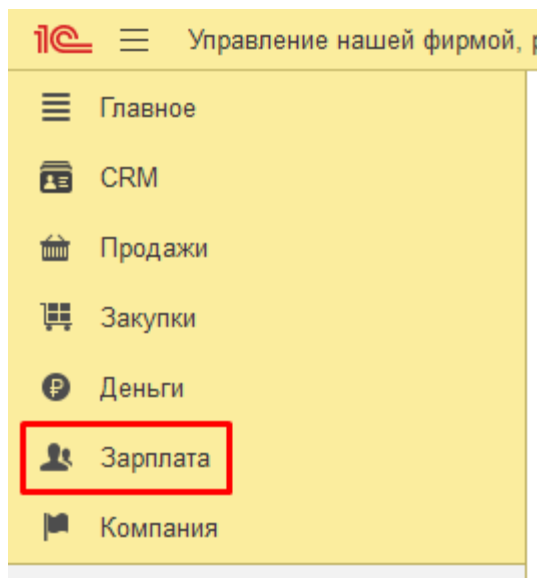 1С Управление нашей фирмой,
Главное
CRM
Продажи
Закупки
Деньги
Зарплата
Компания